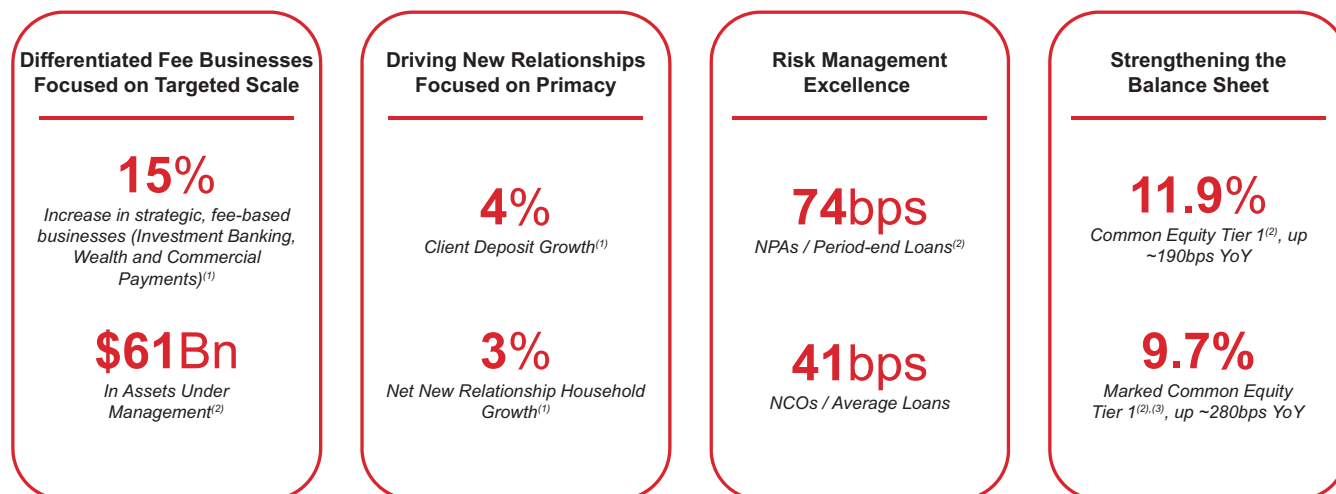 Differentiated Fee Businesses
Focused on Targeted Scale
15%
Increase in strategic, fee-based
businesses (Investment Banking,
Wealth and Commercial
Payments)(1)
$61Bn
In Assets Under
Management(2)
Driving New Relationships
Focused on Primacy
4%
Client Deposit Growth(1)
3%
Net New Relationship Household
Growth(1)
Risk Management
Excellence
74bps
NPAs / Period-end Loans(2)
41bps
NCOs / Average Loans
Strengthening the
Balance Sheet
11.9%
Common Equity Tier 1(2), up
~190bps YoY
9.7%
Marked Common Equity
Tier 1(2),(3), up ~280bps YoY